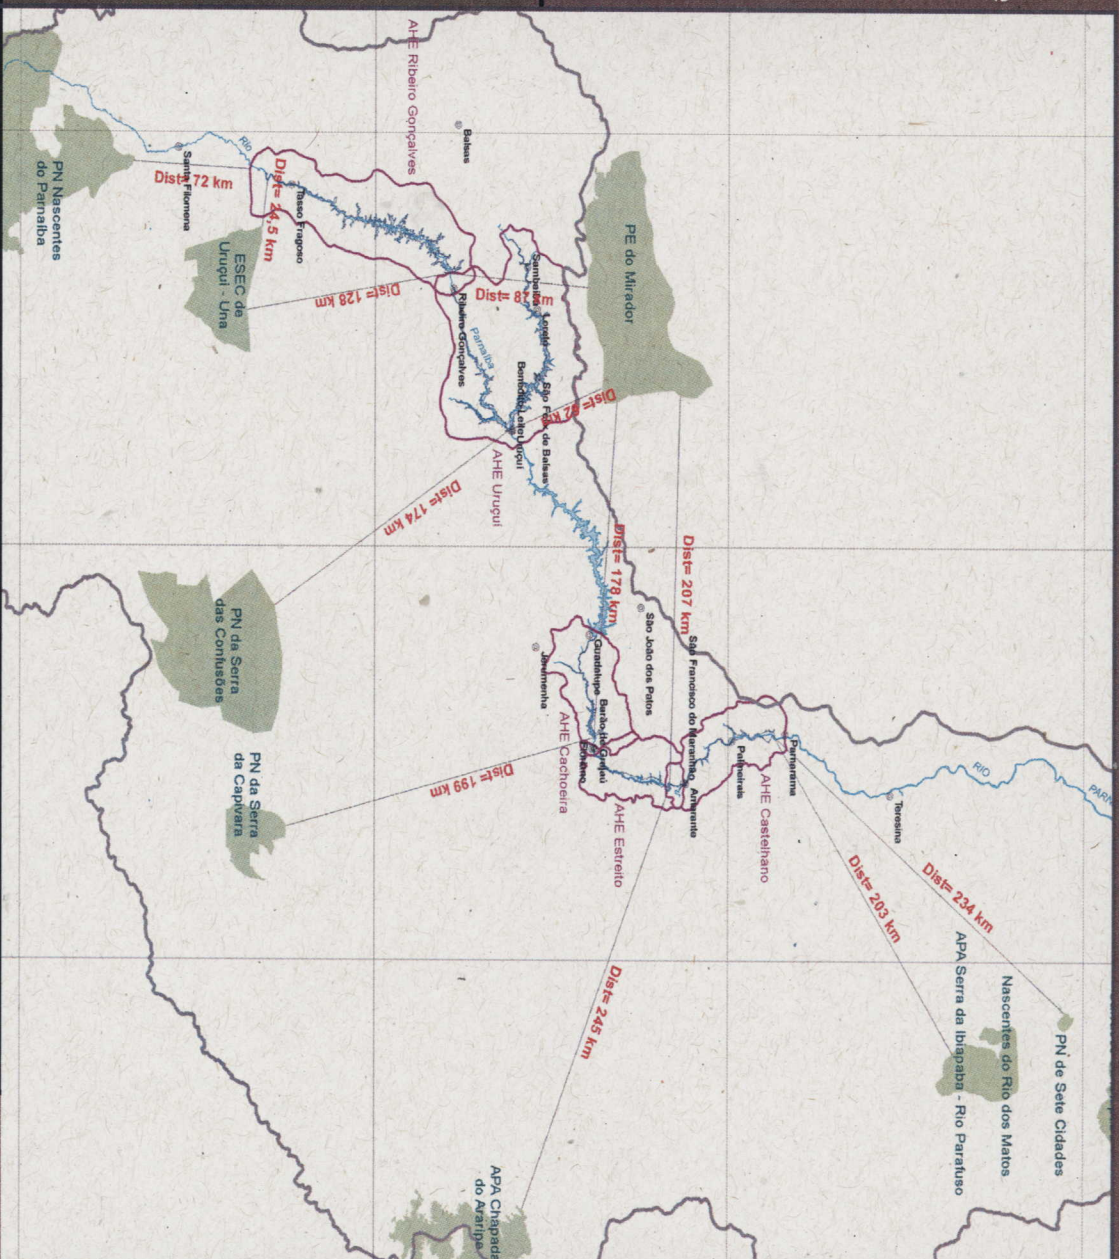 AHE Ribeiro Gonçalves
Balsas
RIO
Santa Filomena
Dist= 72 km
PN Nascentes
do Parnaíba
Dist= 24,5 km
Tasso Fragoso
ESEC de
Uruçuí - Una
Dist= 128 km
Ribeiro Gonçalves
Parnaíba
Sambaíba
Loreto
PE do Mirador
São Félix de Balsas
Benedito Leite
Uruçuí
AHE Uruçuí
Dist= 174 km
Dist= 178 km
Dist= 207 km
PN da Serra
das Confusões
São João dos Patos
Guadalupe
Jerumenha
São Francisco do Maranhão
Barão de Grajaú
AHE Cachoeira
Dist= 199 km
PN da Serra
da Capivara
Amarante
AHE Estreito
Palmeirais
Parnarama
AHE Castelhano
RIO
PARN
Teresina
Dist= 234 km
Dist= 203 km
Dist= 245 km
PN de Sete Cidades
Nascentes do Rio dos Matos
APA Serra da Ibiapaba - Rio Parafuso
APA Chapada
do Araripe